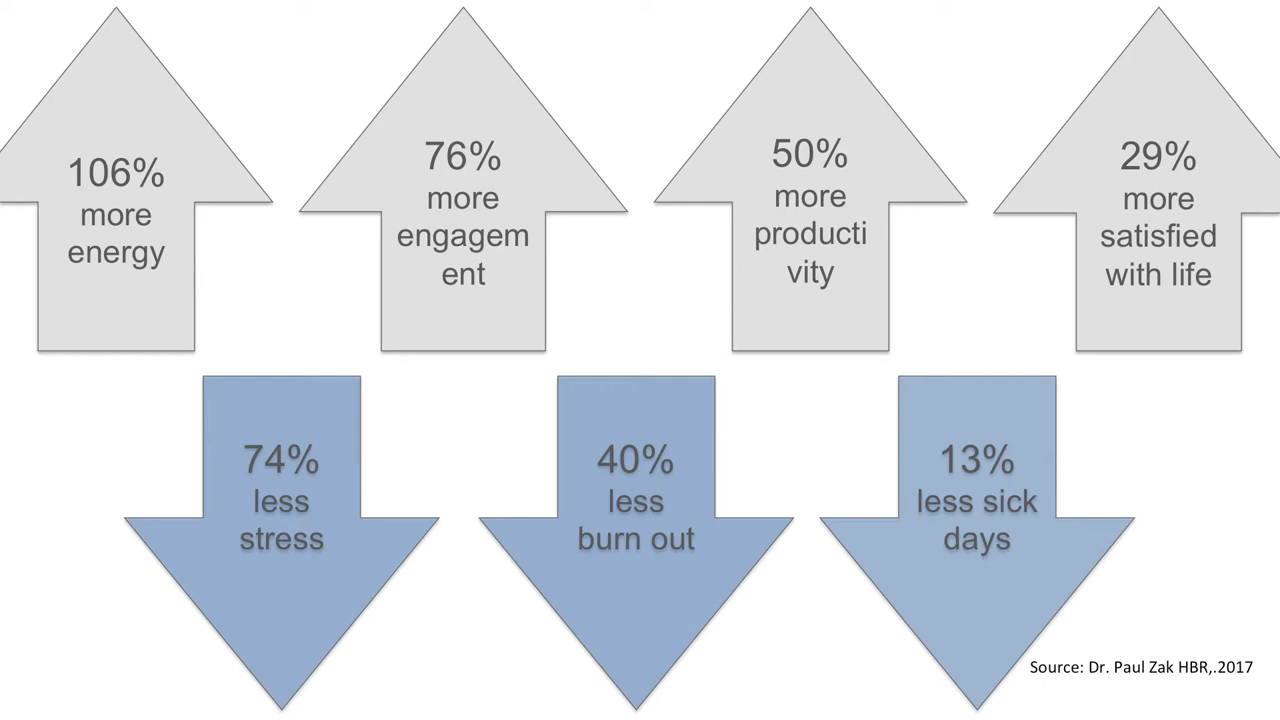 106%
more
energy
76%
more
engagem
ent
50%
more
producti
vity
29%
more
satisfied
with life
74%
less
stress
40%
less
burn out
13%
less sick
days
Source: Dr. Paul Zak HBR,.2017